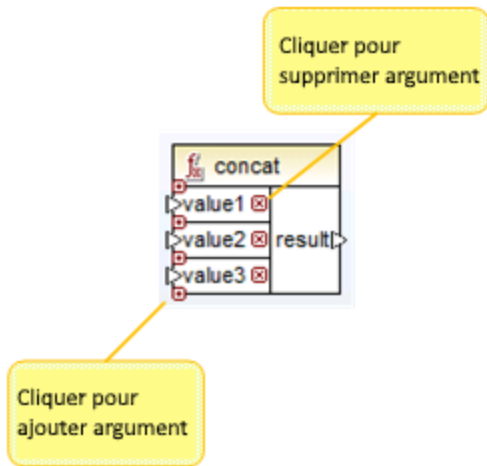 Cliquer pour
supprimer argument
concat
value1
value2 result
value3
Cliquer pour
ajouter argument